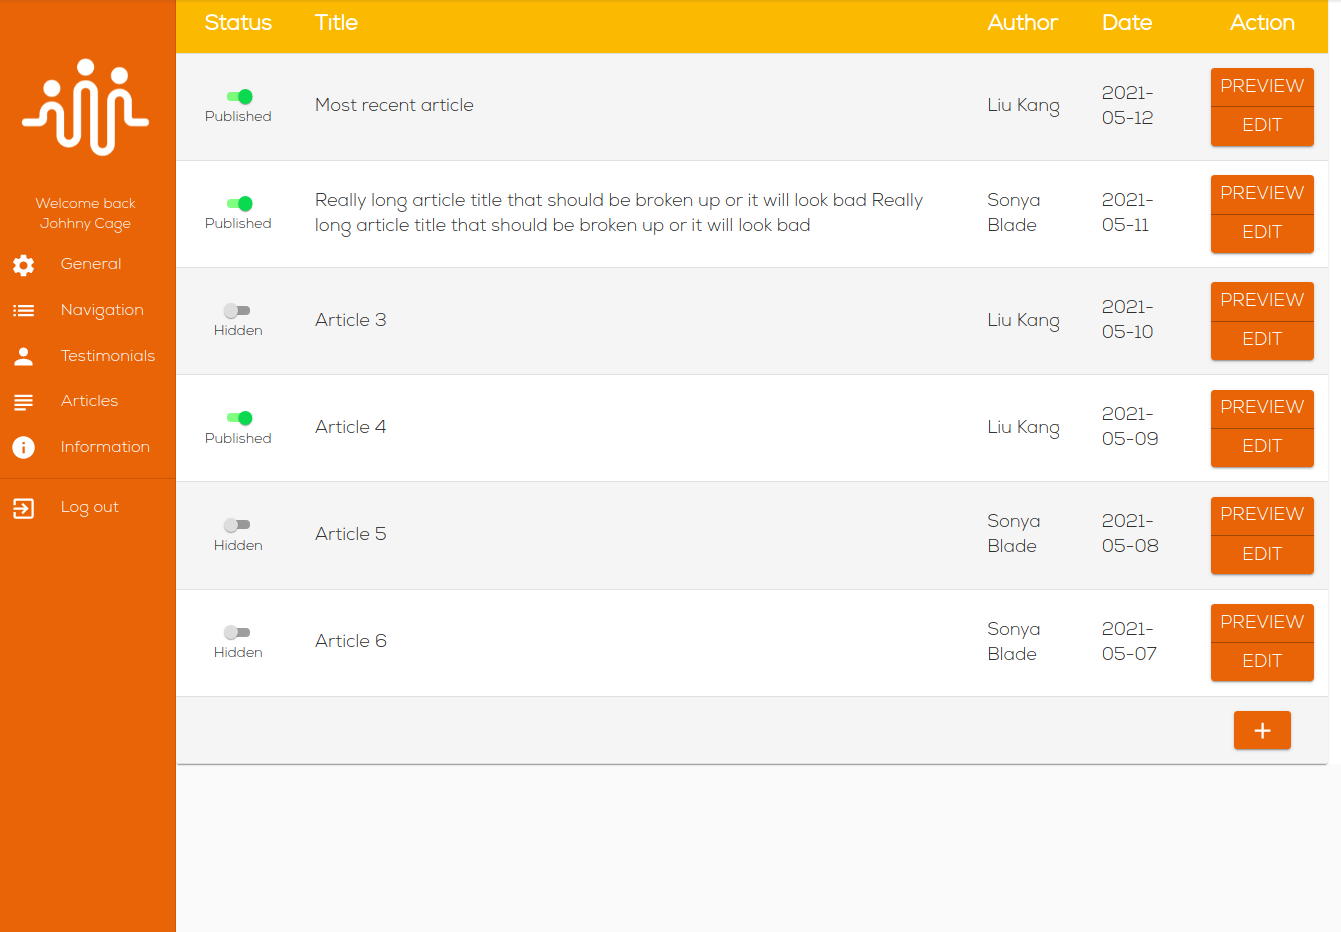 Status Title Author Date Action
Welcome back
Johhny Cage
General
Navigation
Testimonials
Articles
Information
Log out
Published
Most recent article
Liu Kang
2021-
05-12
PREVIEW
EDIT
Published
Really long article title that should be broken up or it will look bad Really
long article title that should be broken up or it will look bad
Sonya
Blade
2021-
05-11
PREVIEW
EDIT
Hidden
Article 3
Liu Kang
2021-
05-10
PREVIEW
EDIT
Published
Article 4
Liu Kang
2021-
05-09
PREVIEW
EDIT
Hidden
Article 5
Sonya
Blade
2021-
05-08
PREVIEW
EDIT
Hidden
Article 6
Sonya
Blade
2021-
05-07
PREVIEW
EDIT
+